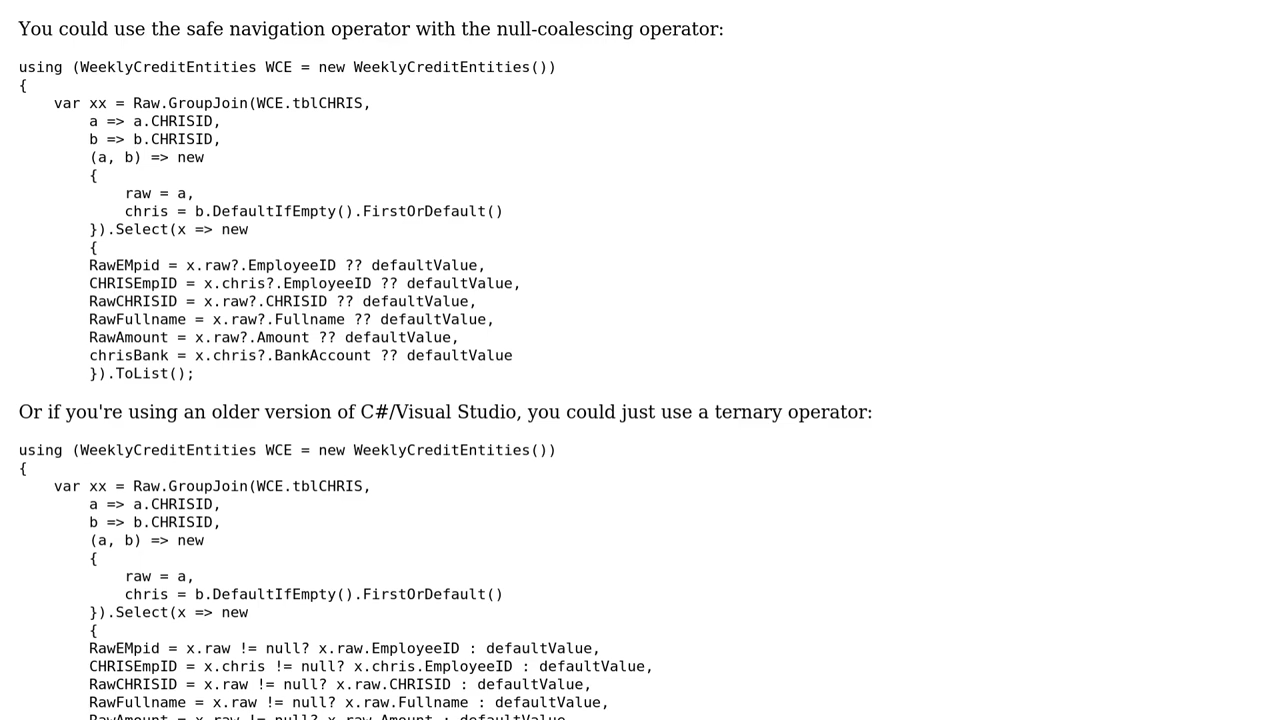 You could use the safe navigation operator with the null-coalescing operator:
using (WeeklyCreditEntities WCE = new WeeklyCreditEntities())
{
    var xx = Raw.GroupJoin(WCE.tblCHRIS,
        a => a.CHRISID,
        b => b.CHRISID,
        (a, b) => new
        {
            raw = a,
            chris = b.DefaultIfEmpty().FirstOrDefault()
        }).Select(x => new
        {
        RawEMpid = x.raw?.EmployeeID ?? defaultValue,
        CHRISEmpID = x.chris?.EmployeeID ?? defaultValue,
        RawCHRISID = x.raw?.CHRISID ?? defaultValue,
        RawFullname = x.raw?.Fullname ?? defaultValue,
        RawAmount = x.raw?.Amount ?? defaultValue,
        chrisBank = x.chris?.BankAccount ?? defaultValue
        }).ToList();
Or if you're using an older version of C#/Visual Studio, you could just use a ternary operator:
using (WeeklyCreditEntities WCE = new WeeklyCreditEntities())
{
    var xx = Raw.GroupJoin(WCE.tblCHRIS,
        a => a.CHRISID,
        b => b.CHRISID,
        (a, b) => new
        {
            raw = a,
            chris = b.DefaultIfEmpty().FirstOrDefault()
        }).Select(x => new
        {
        RawEMpid = x.raw != null? x.raw.EmployeeID : defaultValue,
        CHRISEmpID = x.chris != null? x.chris.EmployeeID : defaultValue,
        RawCHRISID = x.raw != null? x.raw.CHRISID : defaultValue,
        RawFullname = x.raw != null? x.raw.Fullname : defaultValue,
        RawAmount = x.raw != null? x.raw.Amount : defaultValue,